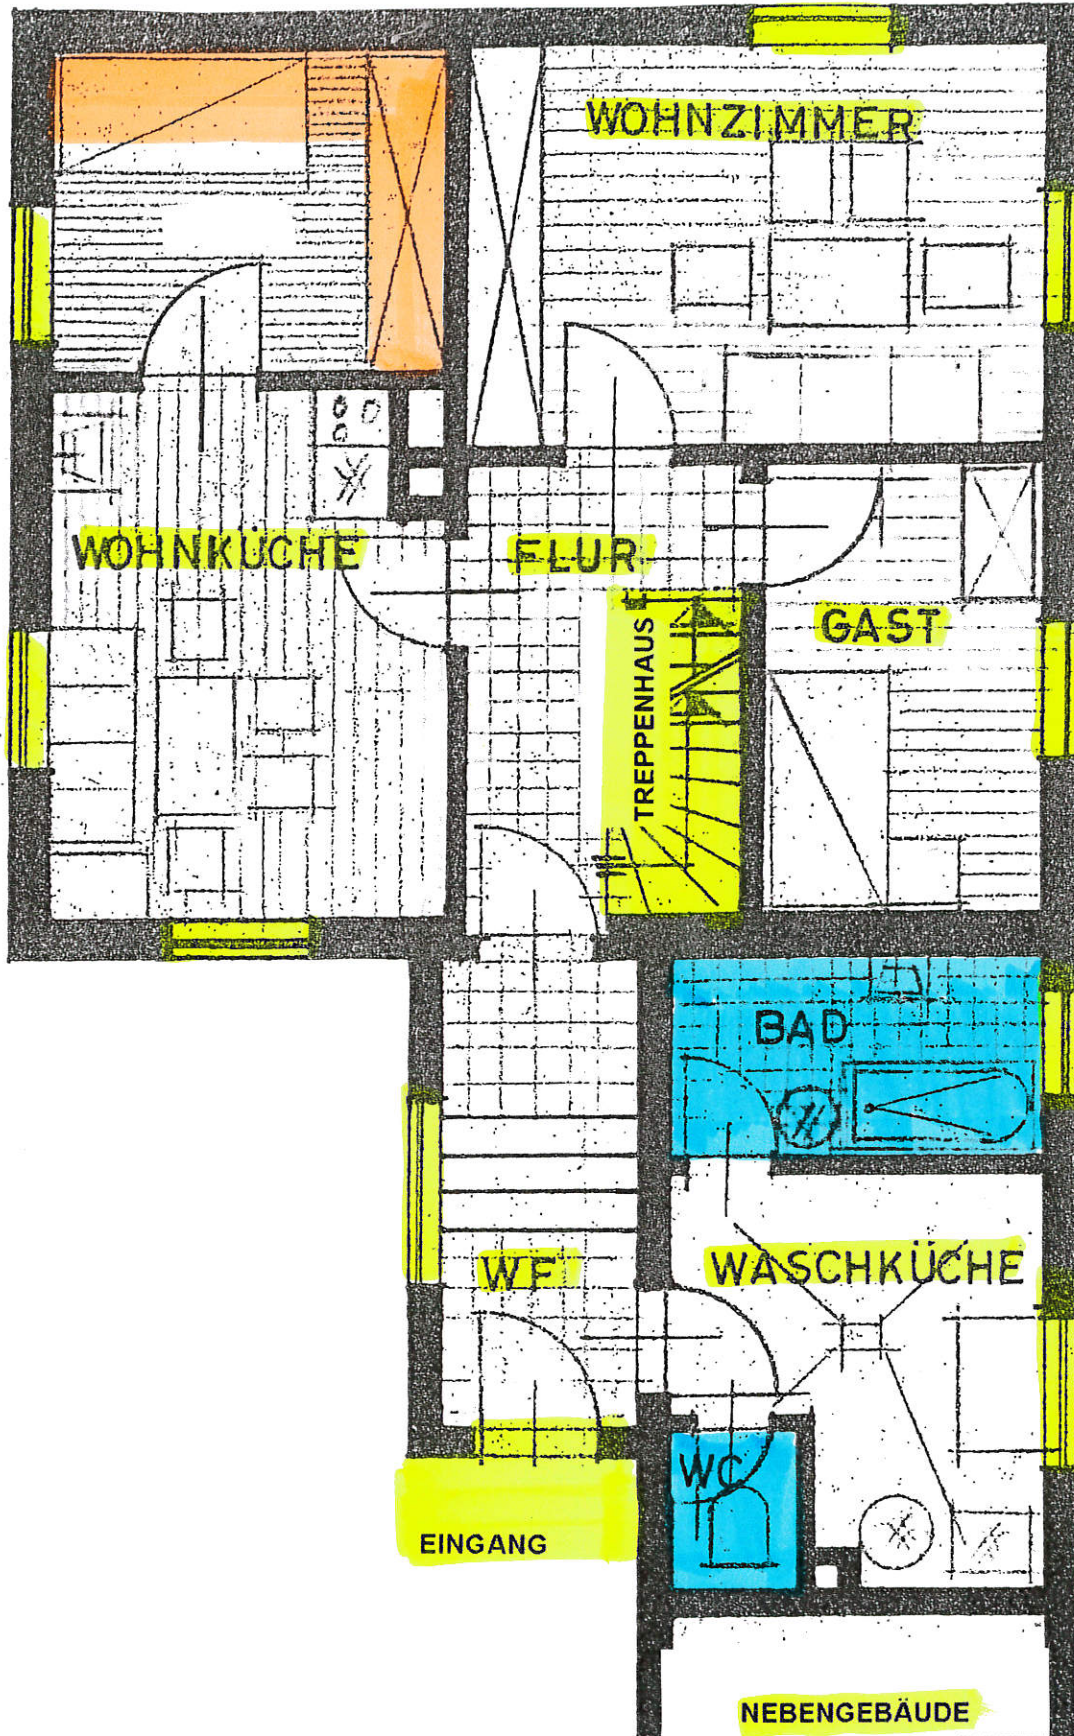 WOHNZIMMER
WOHNKÜCHE
FLUR
TREPPENHAUS
GAST
BAD
WF
WASCHKÜCHE
WC
EINGANG
NEBENGEBÄUDE